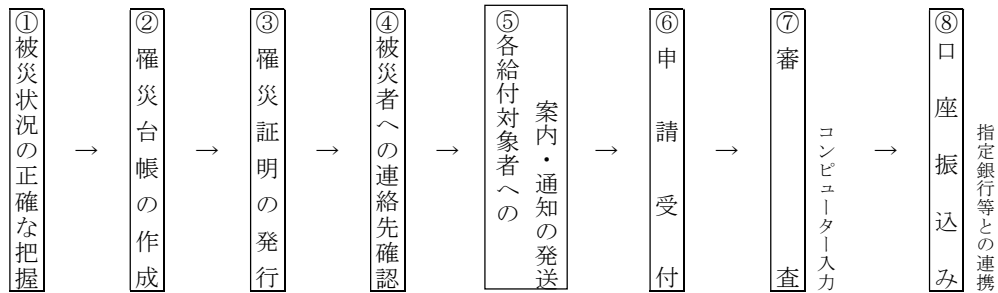 ①被災状況の正確な把握
→
②罹災台帳の作成
→
③罹災証明の発行
→
④被災者への連絡先確認
→
⑤各給付対象者への
案内・通知の発送
→
⑥申請受付
→
⑦審査
コンピューター入力
→
⑧口座振込み
指定銀行等との連携